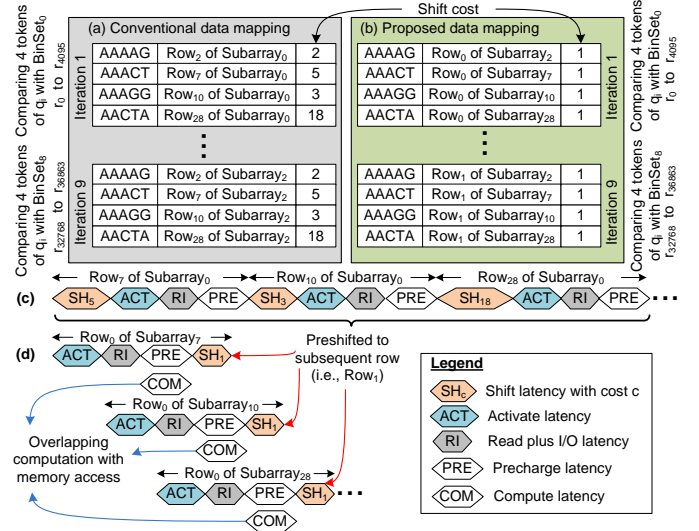 (a) Conventional data mapping
Shift cost
(b) Proposed data mapping
Comparing 4 tokens
of qi with BinSet0
r0 to r4095
Iteration 1
AAAAG Row2 of Subarray0 2
AAACT Row7 of Subarray0 5
AAAGG Row10 of Subarray0 3
AACTA Row28 of Subarray0 18
AAAAG Row0 of Subarray2 1
AAACT Row0 of Subarray7 1
AAAGG Row0 of Subarray10 1
AACTA Row0 of Subarray28 1
Iteration 1
Comparing 4 tokens
of qi with BinSet0
r0 to r4095
Comparing 4 tokens
of qi with BinSet8
r32768 to r36863
Iteration 9
AAAAG Row2 of Subarray2 2
AAACT Row7 of Subarray2 5
AAAGG Row10 of Subarray2 3
AACTA Row28 of Subarray2 18
AAAAG Row1 of Subarray2 1
AAACT Row1 of Subarray7 1
AAAGG Row1 of Subarray10 1
AACTA Row1 of Subarray28 1
Iteration 9
Comparing 4 tokens
of qi with BinSet8
r32768 to r36863
Row7 of Subarray0 Row10 of Subarray0 Row28 of Subarray0
(c) SH5 ACT RI PRE SH3 ACT RI PRE SH18 ACT RI PRE
Row0 of Subarray7
(d) ACT RI PRE SH1
COM
Row0 of Subarray10
ACT RI PRE SH1
COM
Row0 of Subarray28
ACT RI PRE SH1
COM
Preshifted to
subsequent row
(i.e., Row1)
Overlapping
computation with
memory access
Legend
SHc Shift latency with cost c
ACT Activate latency
RI Read plus I/O latency
PRE Precharge latency
COM Compute latency